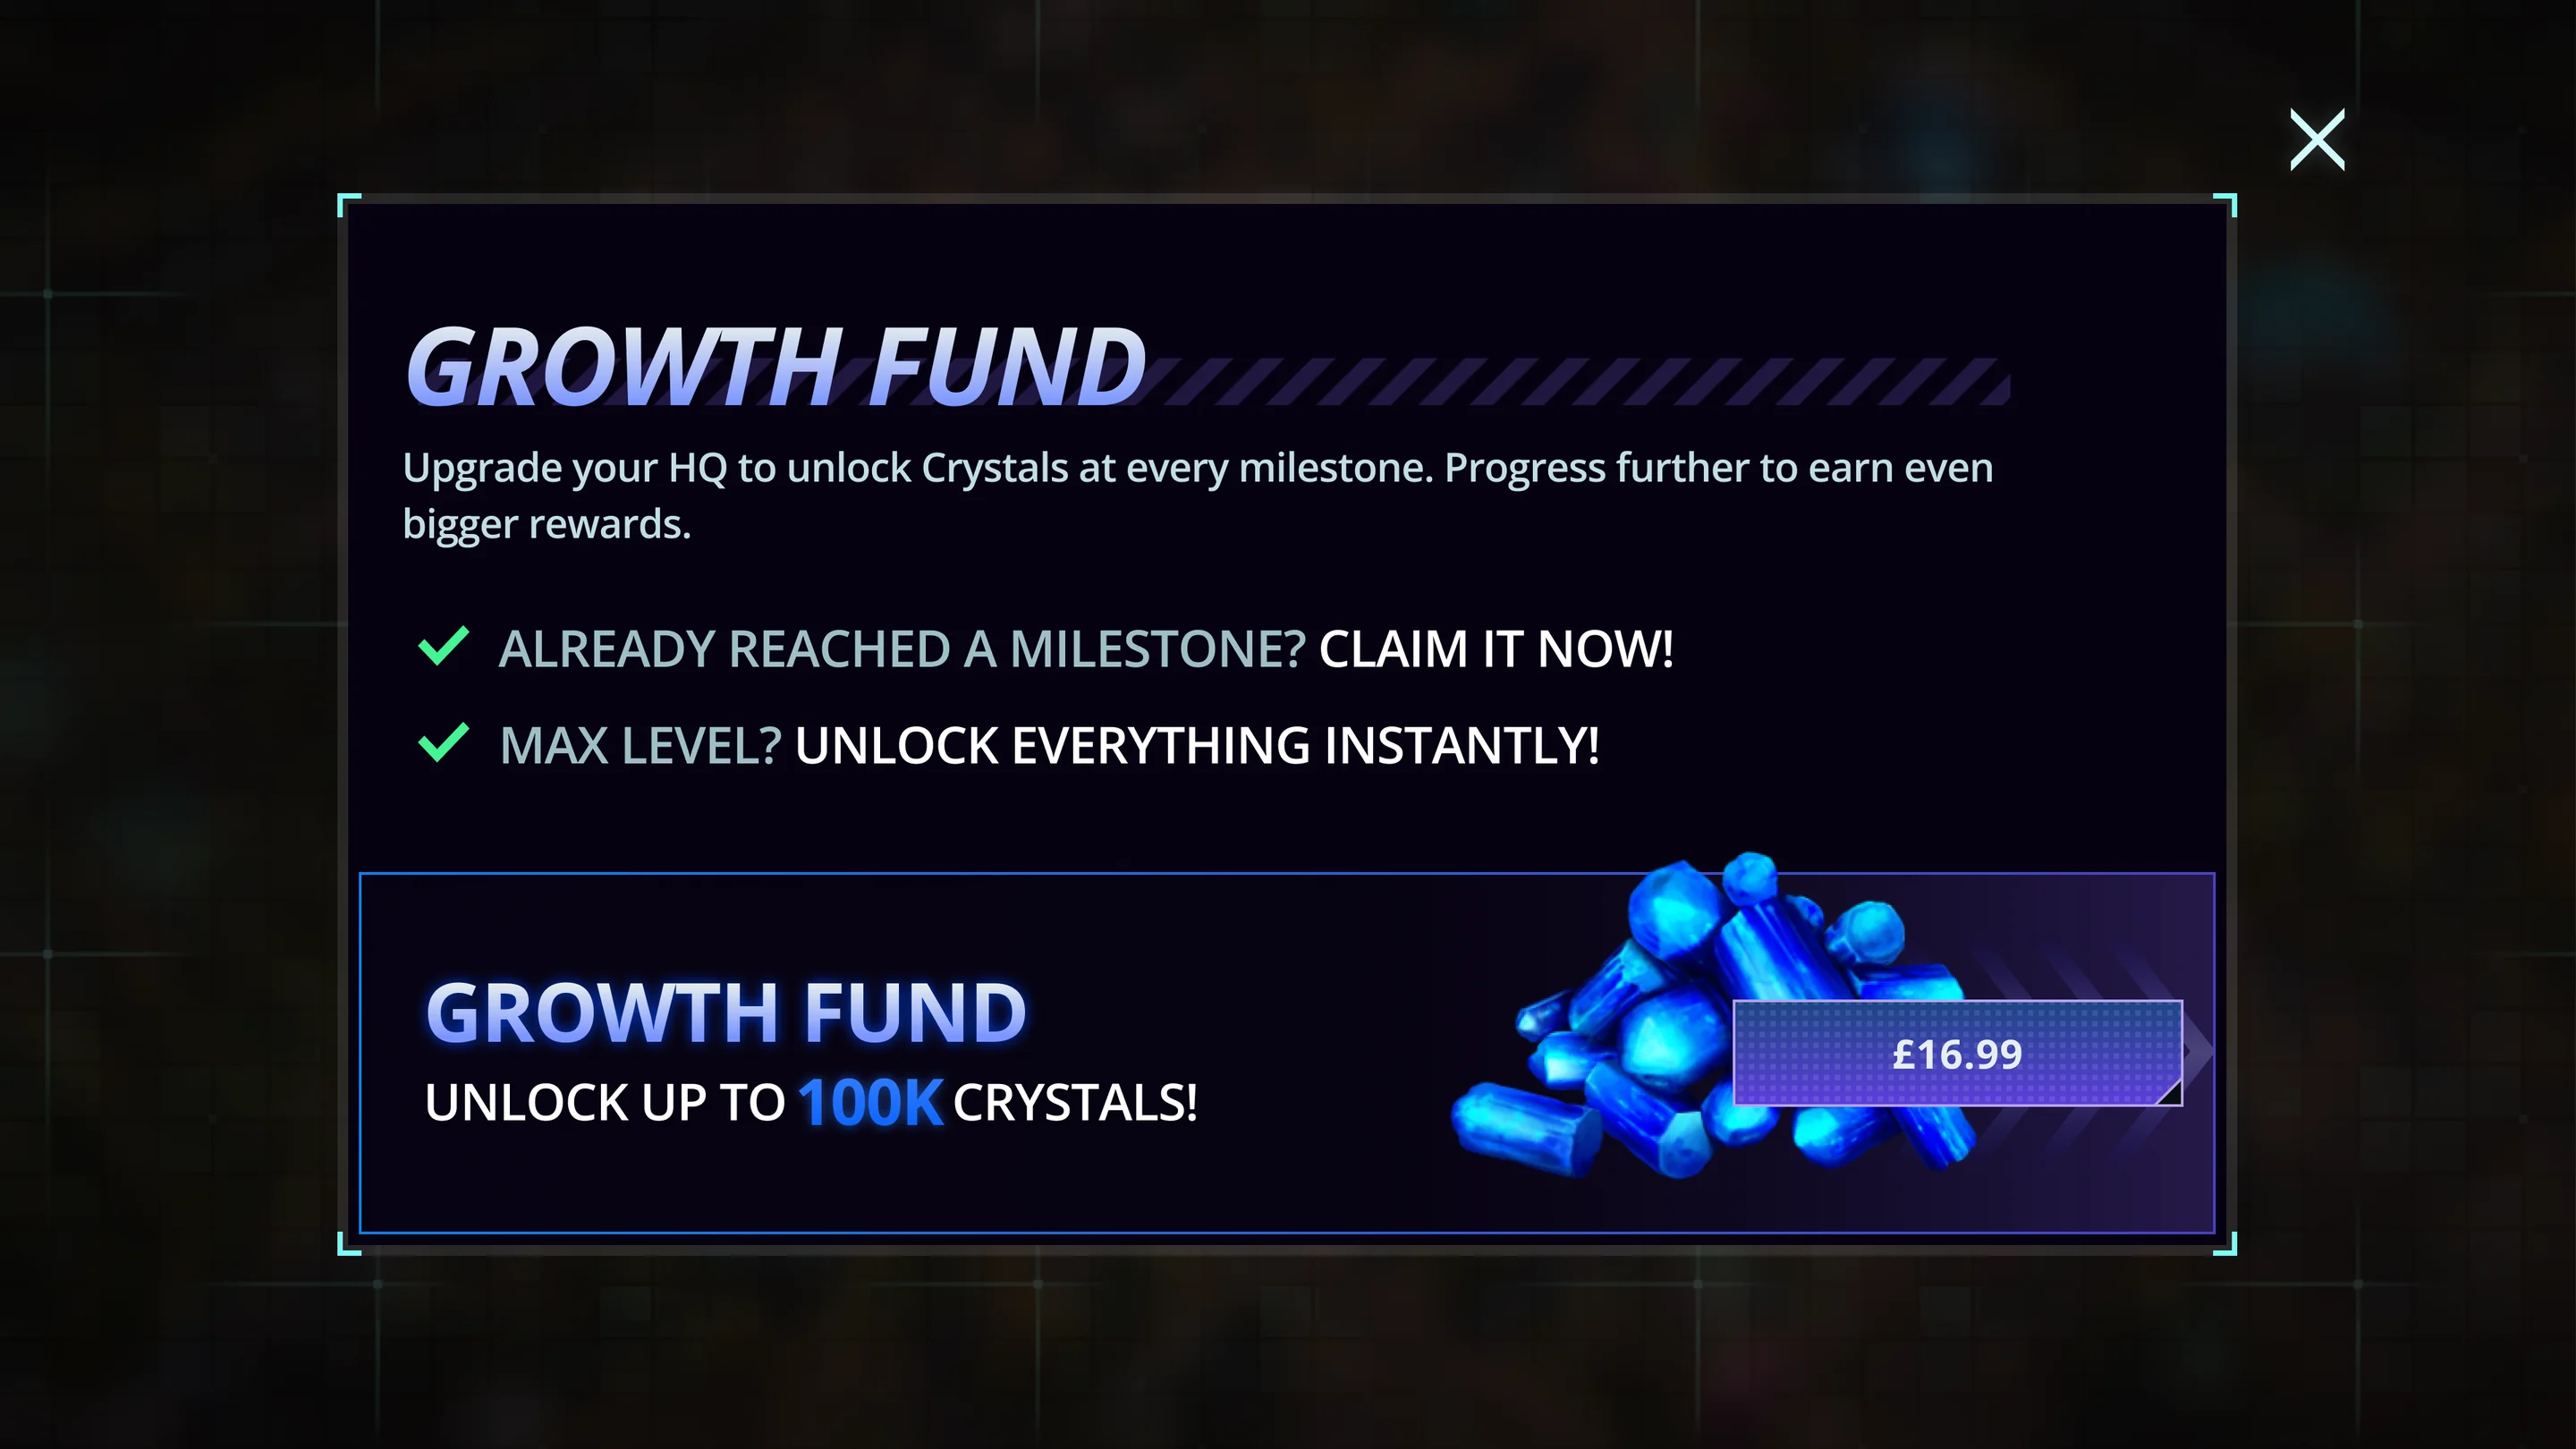 GROWTH FUND
Upgrade your HQ to unlock Crystals at every milestone. Progress further to earn even
bigger rewards.
ALREADY REACHED A MILESTONE? CLAIM IT NOW!
MAX LEVEL? UNLOCK EVERYTHING INSTANTLY!
GROWTH FUND
UNLOCK UP TO 100K CRYSTALS!
£16.99